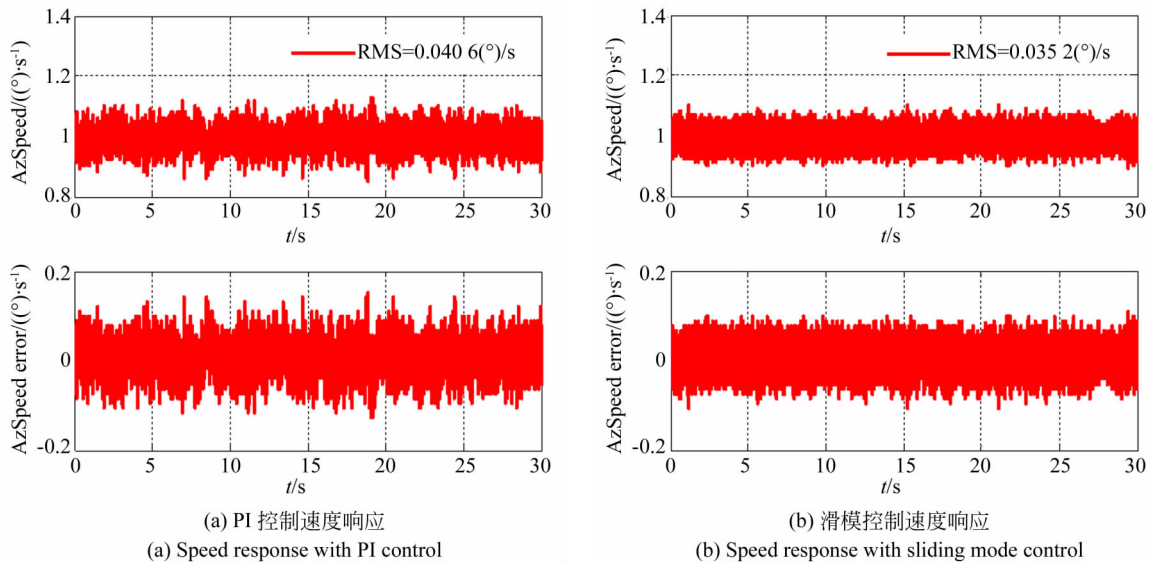 1.4
1.2
1
0.8
AzSpeed/((°)·s⁻¹)
RMS=0.040 6(°)/s
0 5 10 15 20 25 30
t/s
0.2
0
-0.2
AzSpeed error/((°)·s⁻¹)
0 5 10 15 20 25 30
t/s
(a) PI 控制速度响应
(a) Speed response with PI control
1.4
1.2
1
0.8
AzSpeed/((°)·s⁻¹)
RMS=0.035 2(°)/s
0 5 10 15 20 25 30
t/s
0.2
0
-0.2
AzSpeed error/((°)·s⁻¹)
0 5 10 15 20 25 30
t/s
(b) 滑模控制速度响应
(b) Speed response with sliding mode control